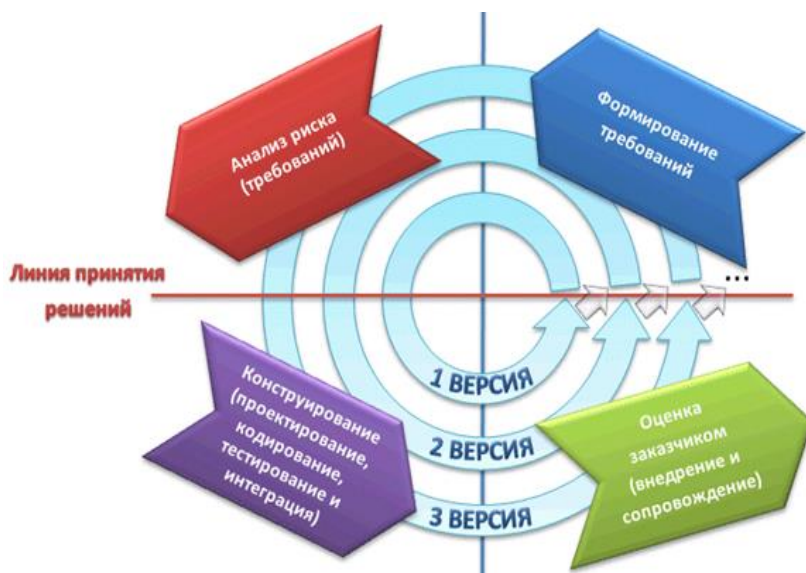 Анализ риска
(требований)
Формирование
требований
Линия принятия
решений
...
Конструирование
(проектирование,
кодирование,
тестирование и
интеграция)
Оценка
заказчиком
(внедрение и
сопровождение)
1 ВЕРСИЯ
2 ВЕРСИЯ
3 ВЕРСИЯ